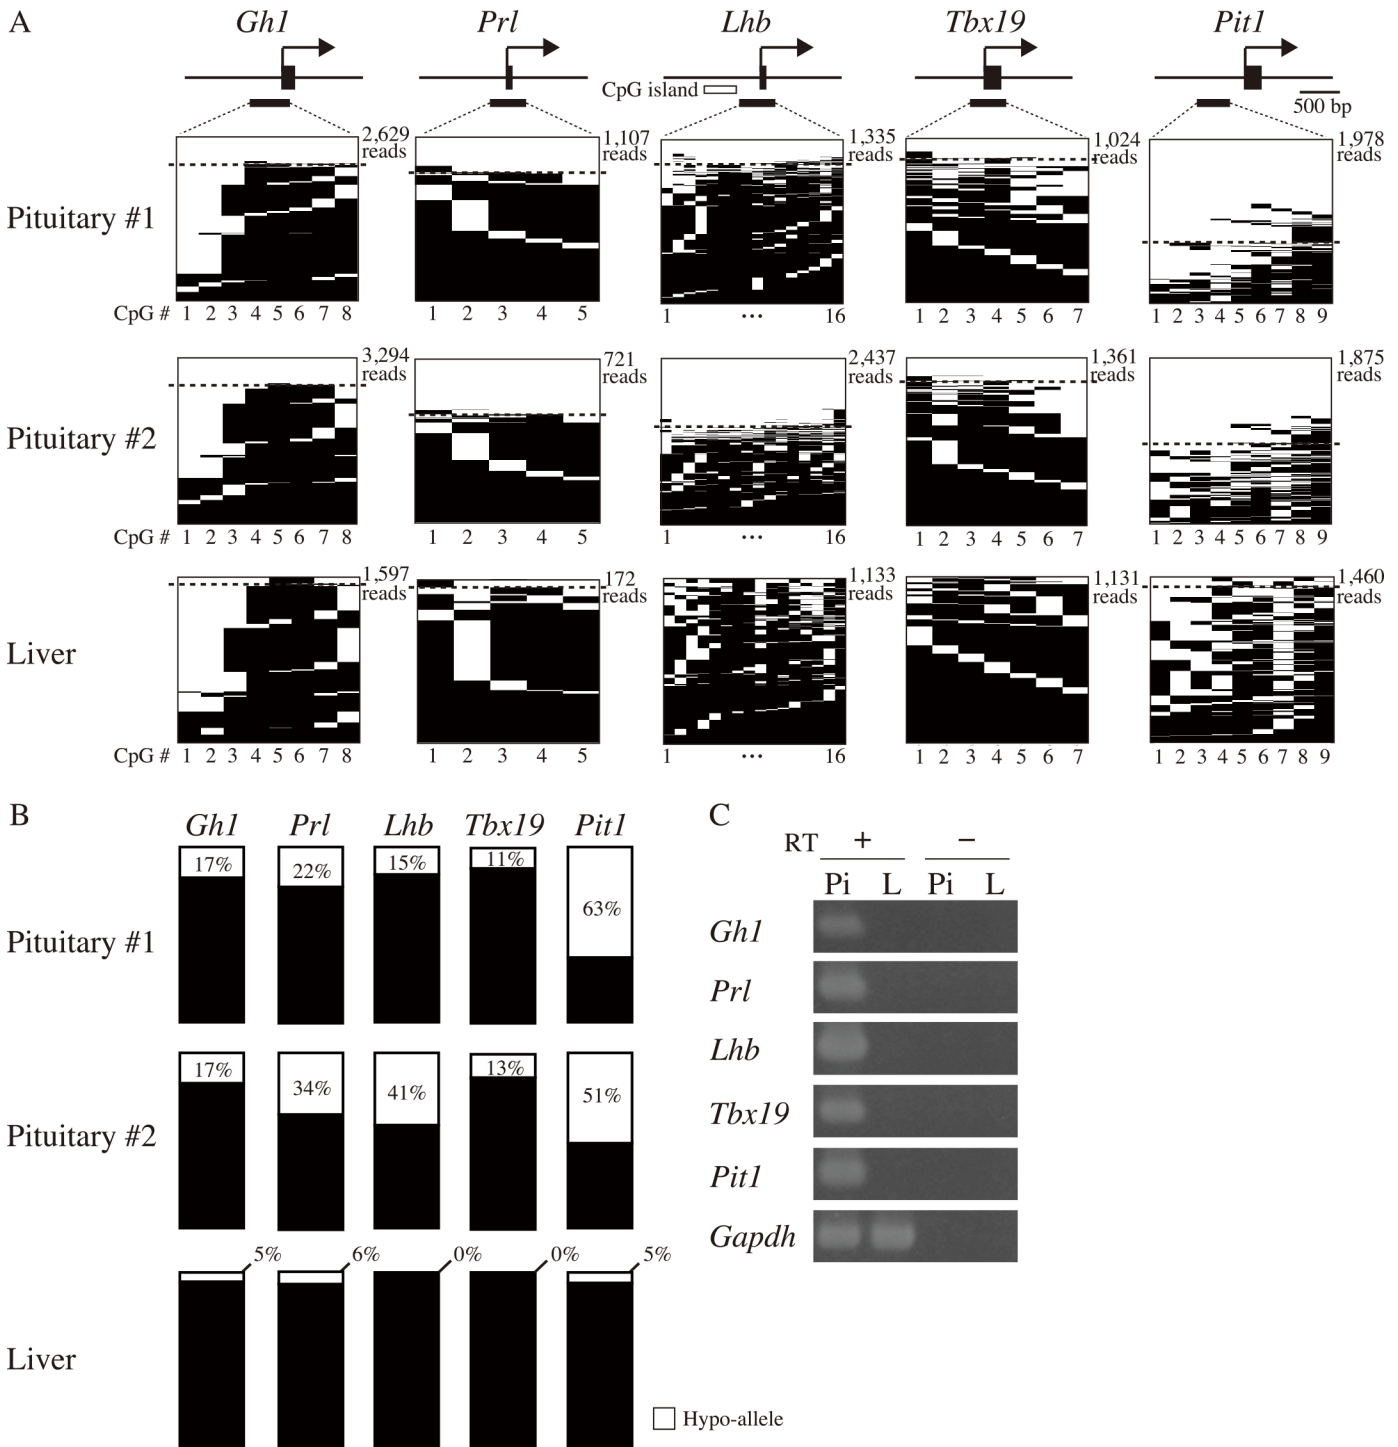 A
Gh1 Prl Lhb Tbx19 Pit1
CpG island
500 bp
2,629 reads 1,107 reads 1,335 reads 1,024 reads 1,978 reads
Pituitary #1
CpG # 1 2 3 4 5 6 7 8 1 2 3 4 5 1 ... 16 1 2 3 4 5 6 7 1 2 3 4 5 6 7 8 9
3,294 reads 721 reads 2,437 reads 1,361 reads 1,875 reads
Pituitary #2
CpG # 1 2 3 4 5 6 7 8 1 2 3 4 5 1 ... 16 1 2 3 4 5 6 7 1 2 3 4 5 6 7 8 9
1,597 reads 172 reads 1,133 reads 1,131 reads 1,460 reads
Liver
CpG # 1 2 3 4 5 6 7 8 1 2 3 4 5 1 ... 16 1 2 3 4 5 6 7 1 2 3 4 5 6 7 8 9
B
Gh1 Prl Lhb Tbx19 Pit1
17% 22% 15% 11% 63%
Pituitary #1
17% 34% 41% 13% 51%
Pituitary #2
5% 6% 0% 0% 5%
Liver
Hypo-allele
C
RT + −
Pi L Pi L
Gh1
Prl
Lhb
Tbx19
Pit1
Gapdh